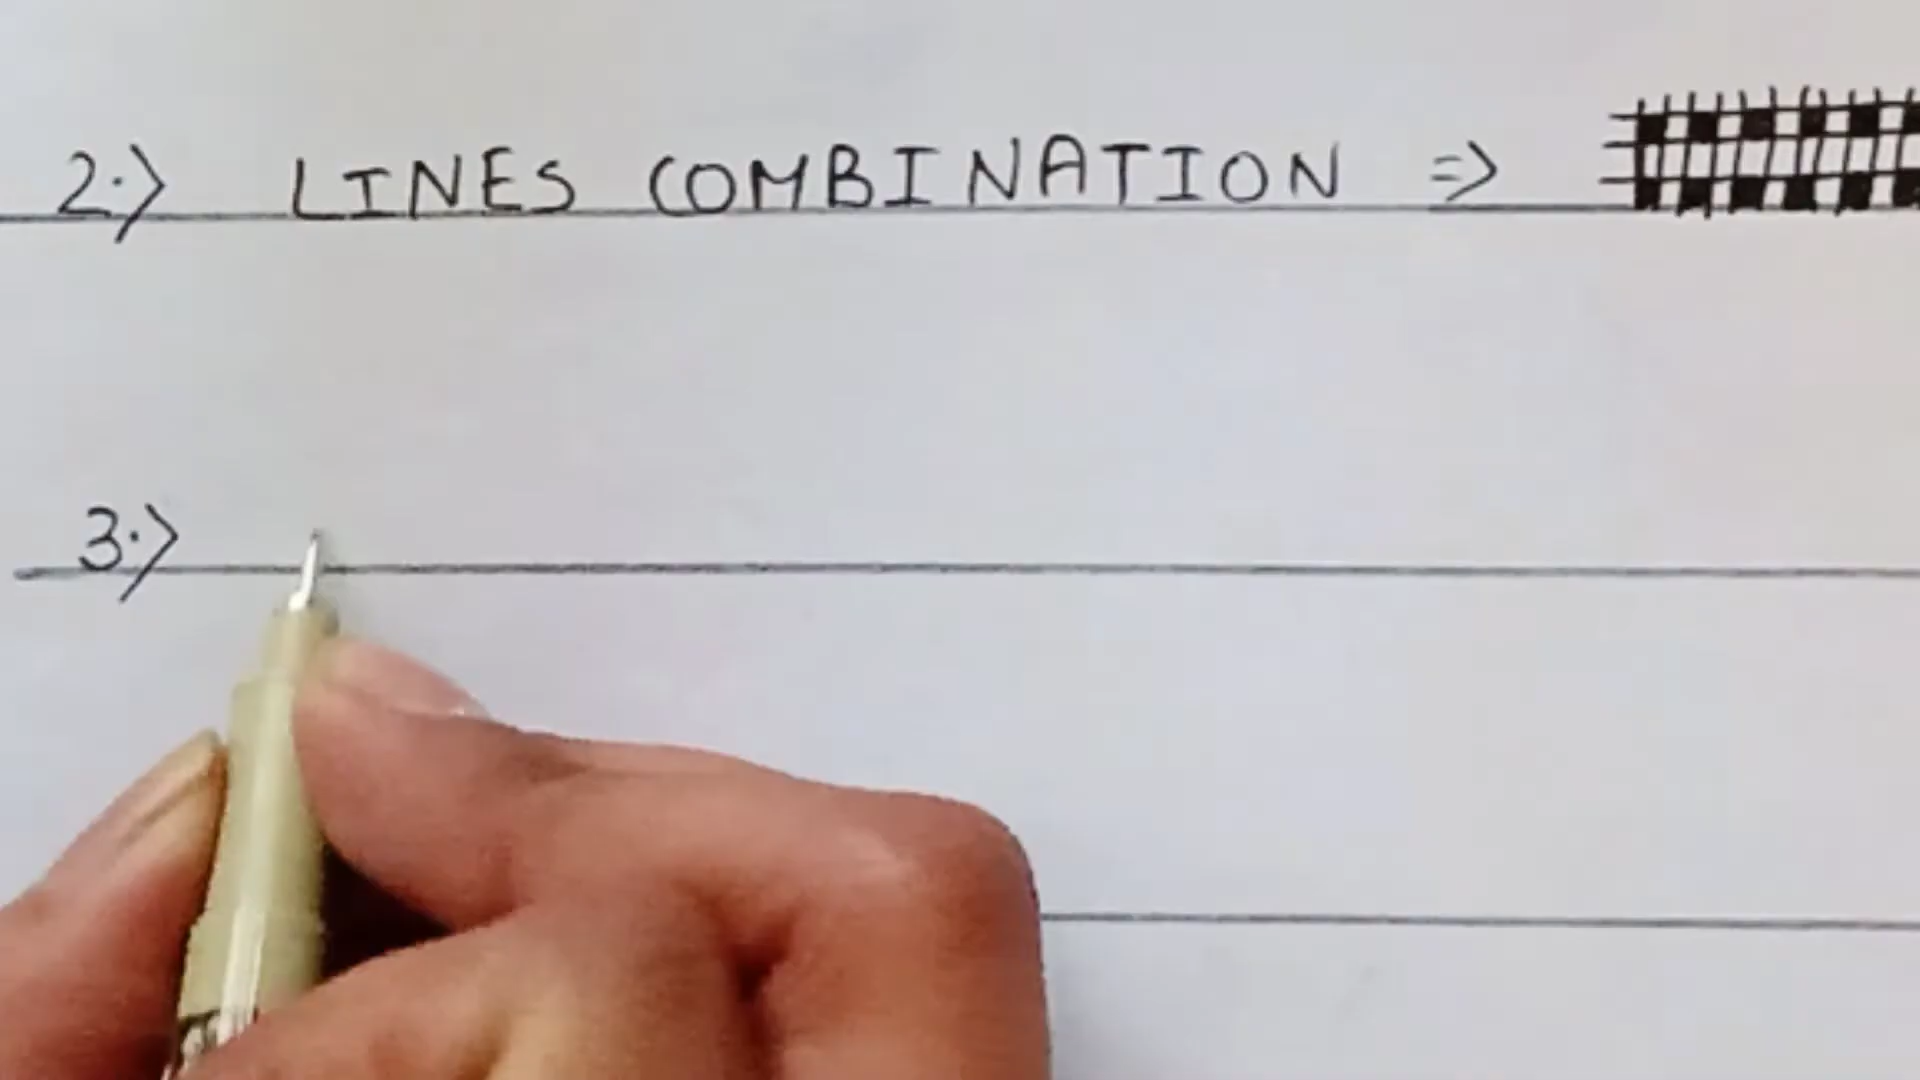 2.) LINES COMBINATION =>
3.)